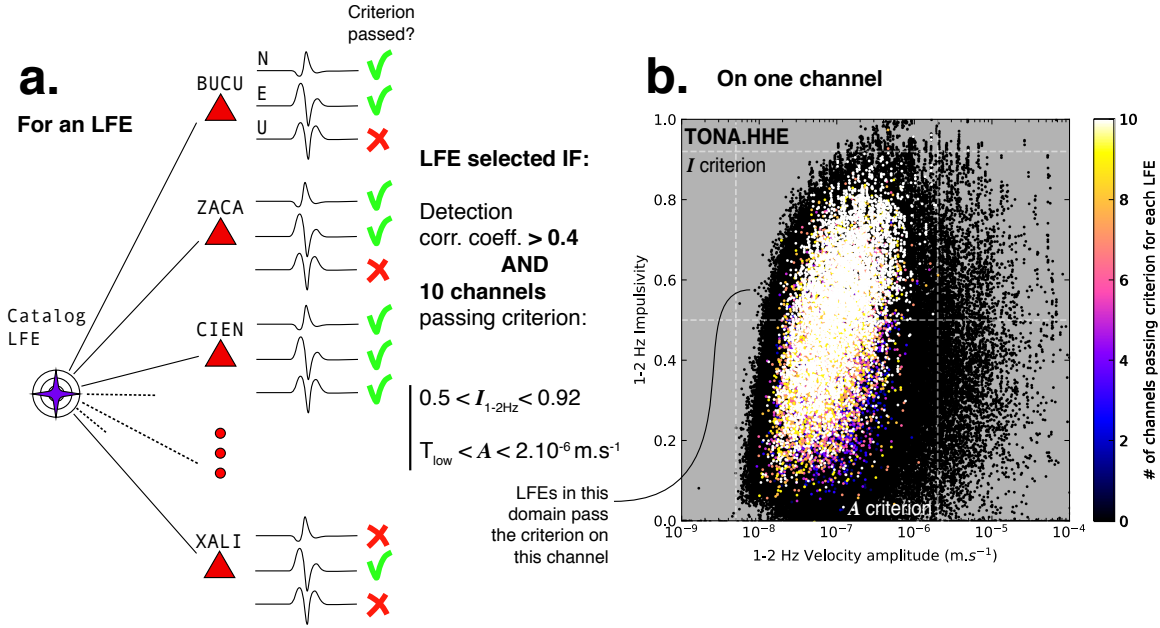 a.
For an LFE
Criterion
passed?
BUCU
N
E
U
ZACA
CIEN
XALI
Catalog
LFE
LFE selected IF:
Detection
corr. coeff. > 0.4
AND
10 channels
passing criterion:
0.5 < I1-2Hz < 0.92
Tlow < A < 2.10-6 m.s-1
LFEs in this
domain pass
the criterion on
this channel
b. On one channel
TONA.HHE
I criterion
A criterion
1-2 Hz Impulsivity
1.0
0.8
0.6
0.4
0.2
0.0
10-9
10-8
10-7
10-6
10-5
10-4
1-2 Hz Velocity amplitude (m.s−1)
10
8
6
4
2
0
# of channels passing criterion for each LFE